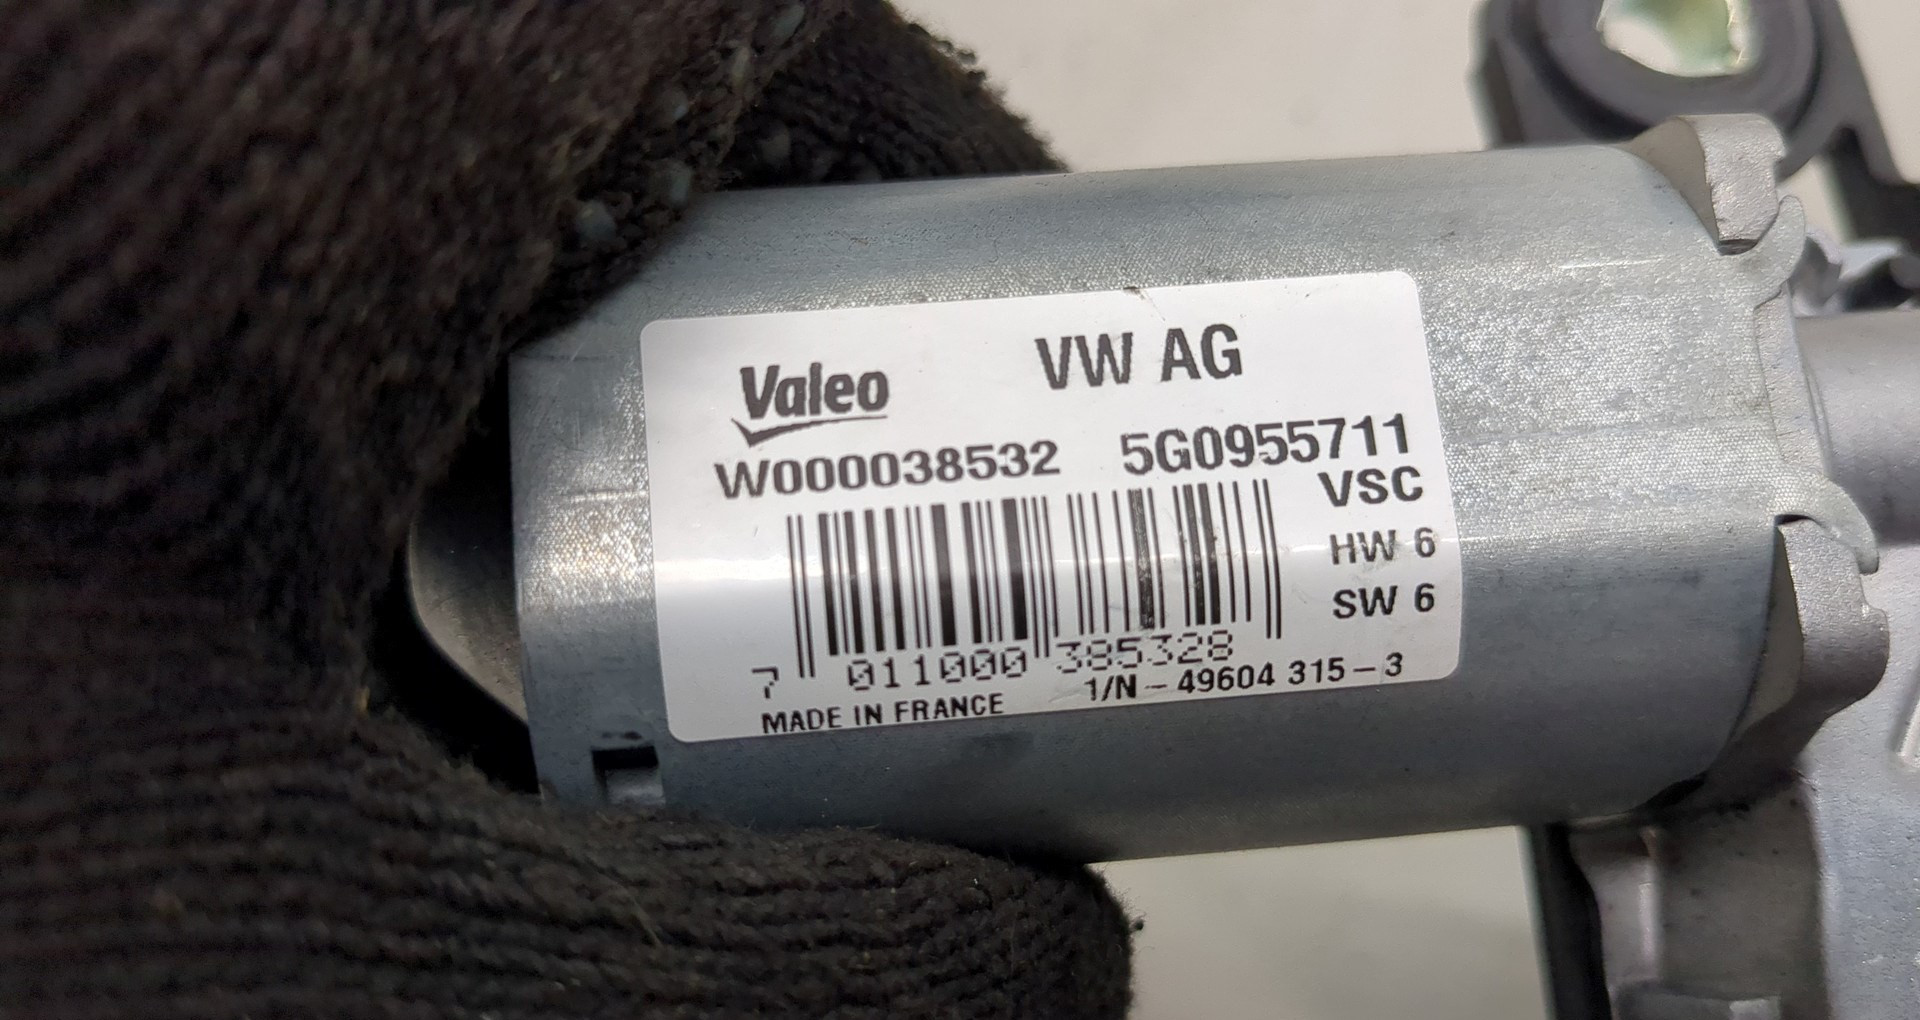 Valeo VW AG
W000038532 5G0955711
VSC
HW 6
SW 6
7 011000 385328
MADE IN FRANCE 1/N - 49604 315 - 3